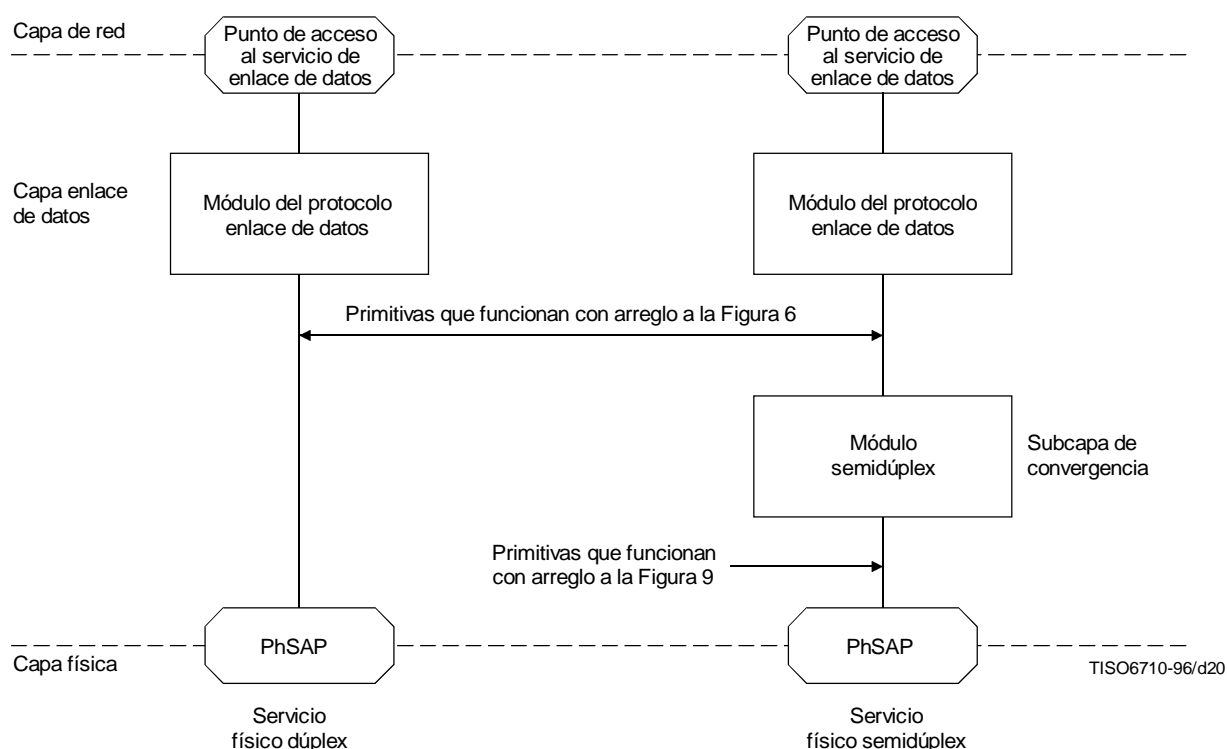 Capa de red
Punto de acceso
al servicio de
enlace de datos
Punto de acceso
al servicio de
enlace de datos
Capa enlace
de datos
Módulo del protocolo
enlace de datos
Módulo del protocolo
enlace de datos
Primitivas que funcionan con arreglo a la Figura 6
Módulo
semidúplex
Subcapa de
convergencia
Primitivas que funcionan
con arreglo a la Figura 9
PhSAP
PhSAP
Capa física
TISO6710-96/d20
Servicio
físico dúplex
Servicio
físico semidúplex